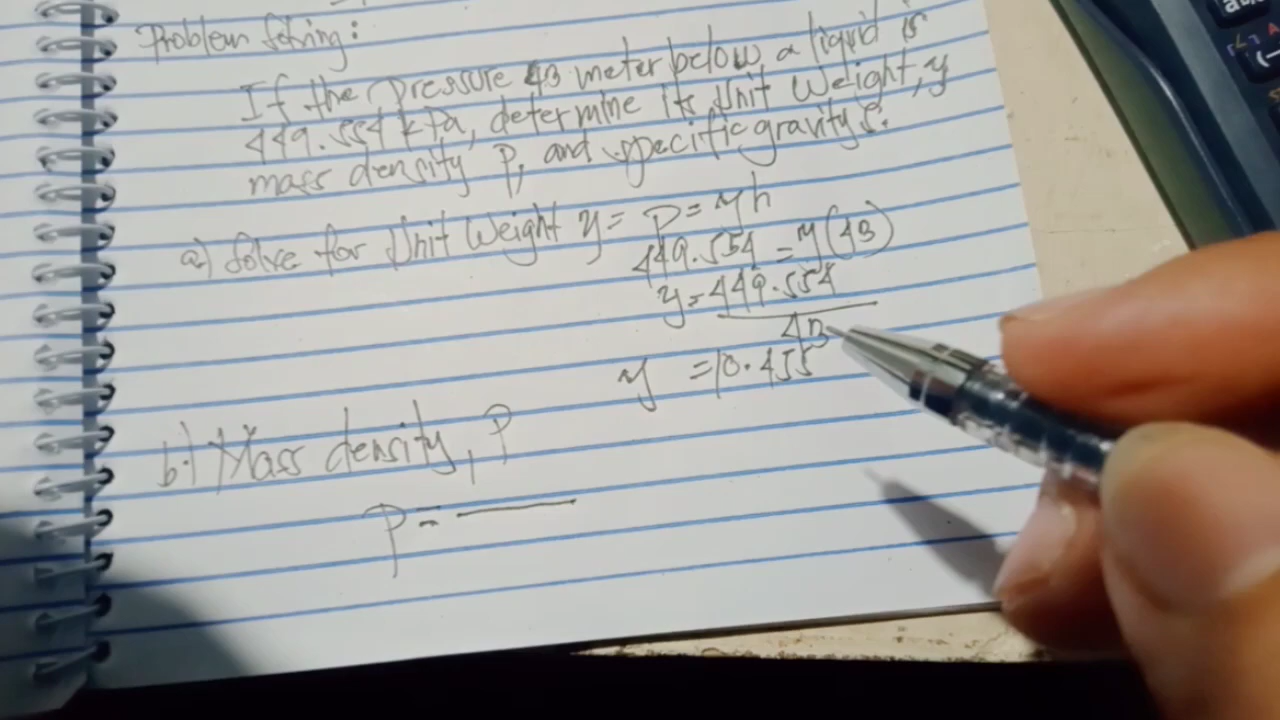 Problem Solving:
If the pressure 43 meter below a liquid is
449.554 kPa, determine its Unit Weight, γ
mass density ρ, and specific gravity S.
a) Solve for Unit Weight γ = P = γh
449.554 = γ(43)
γ = 449.554
43
γ = 10.455
b.) Mass density, ρ
ρ =